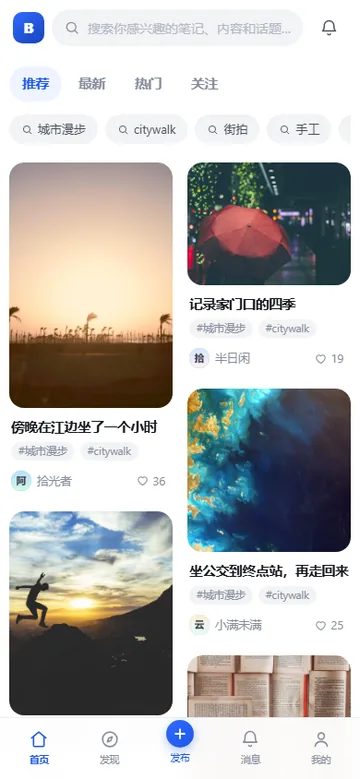 B
搜索你感兴趣的笔记、内容和话题...
推荐 最新 热门 关注
城市漫步 citywalk 街拍 手工
傍晚在江边坐了一个小时
#城市漫步 #citywalk
阿 拾光者 36
记录家门口的四季
#城市漫步 #citywalk
拾 半日闲 19
坐公交到终点站，再走回来
#城市漫步 #citywalk
云 小满未满 25
首页 发现 发布 消息 我的